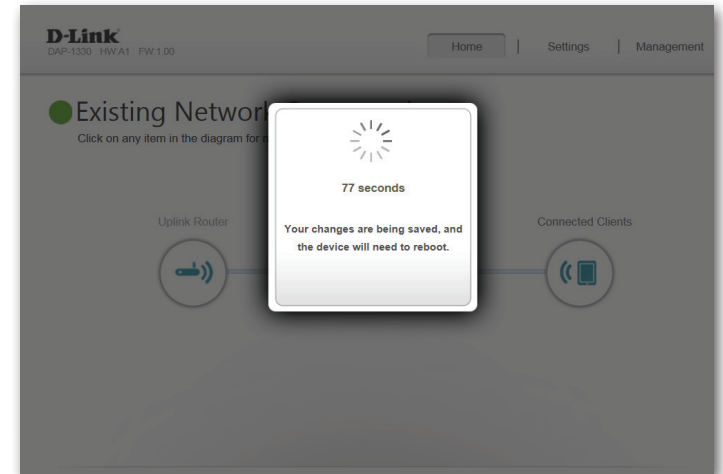 D-Link
DAP-1330 HW:A1 FW:1.00
Home | Settings | Management
Existing Network
Click on any item in the diagram for
77 seconds
Your changes are being saved, and
the device will need to reboot.
Uplink Router
Connected Clients